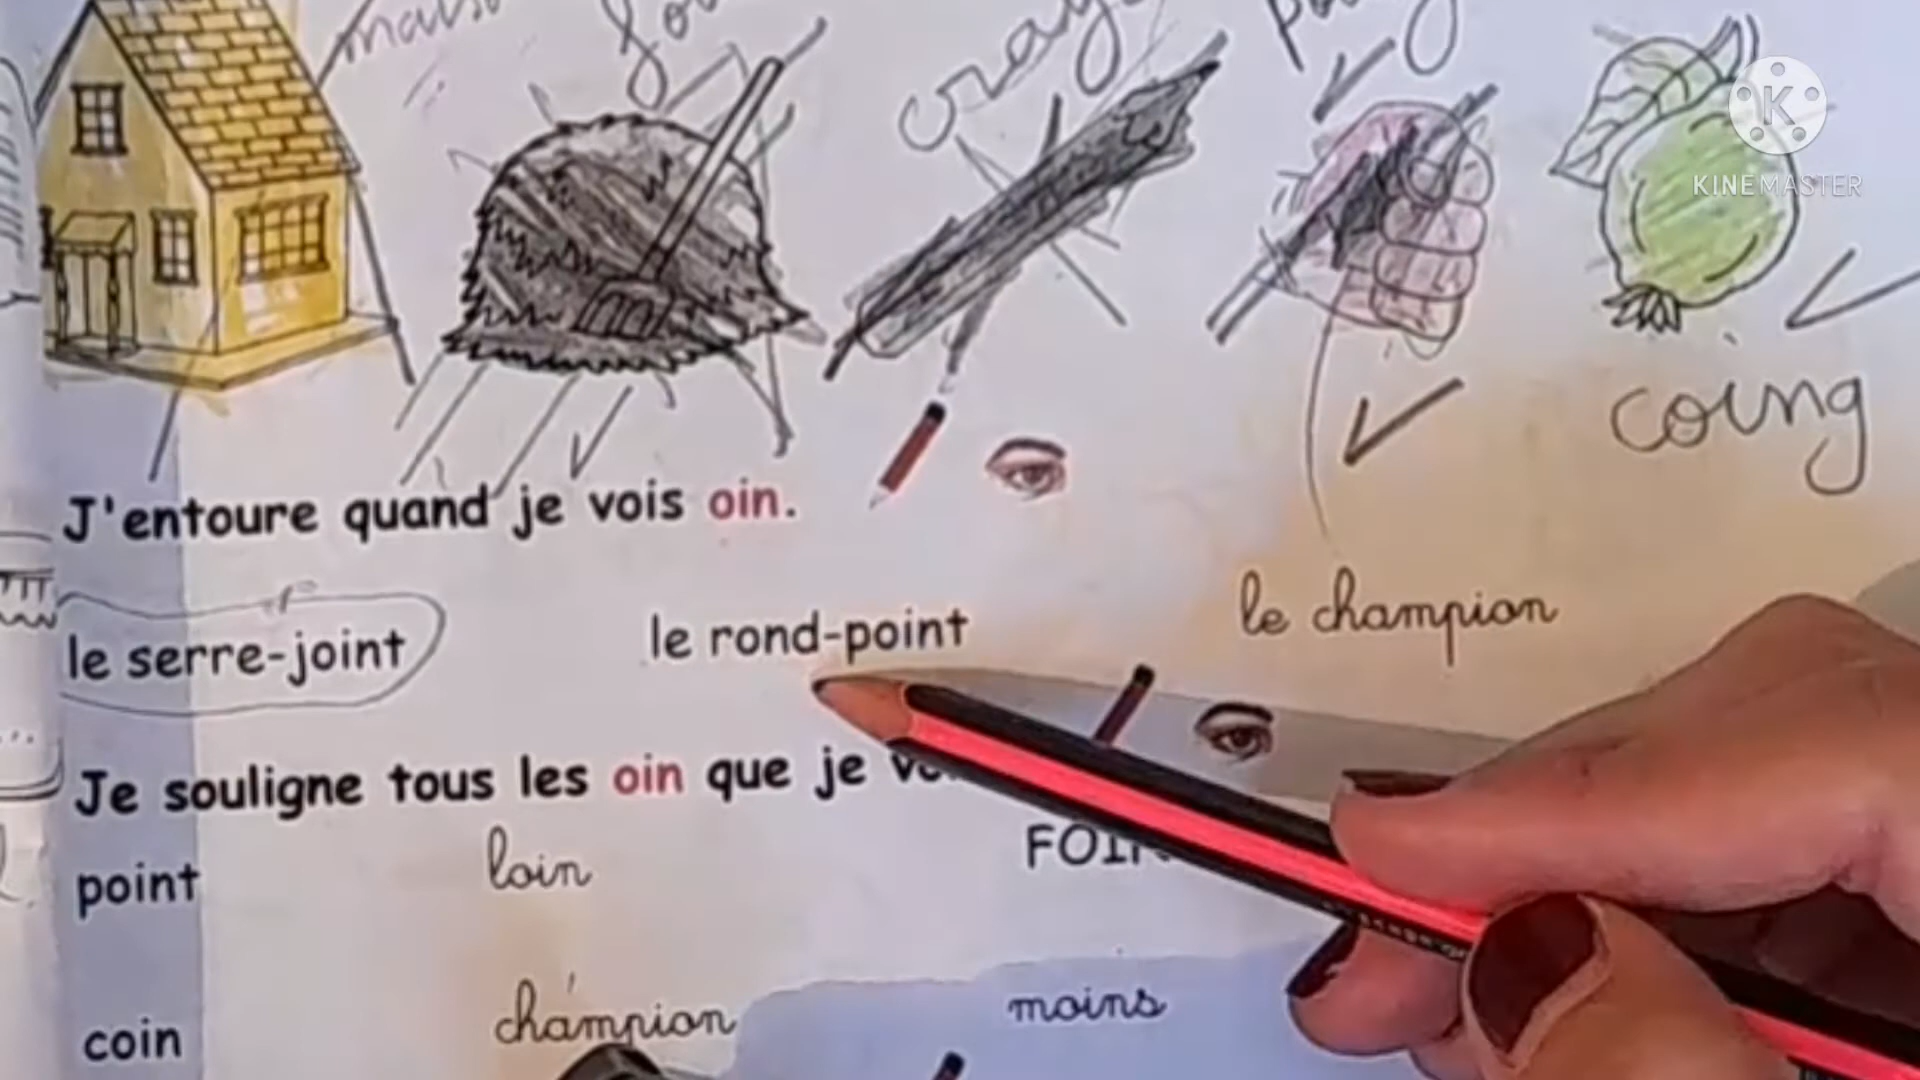 KINEMASTER
coing
J'entoure quand je vois oin.
le serre-joint le rond-point le champion
Je souligne tous les oin que je
point loin
coin champion moins